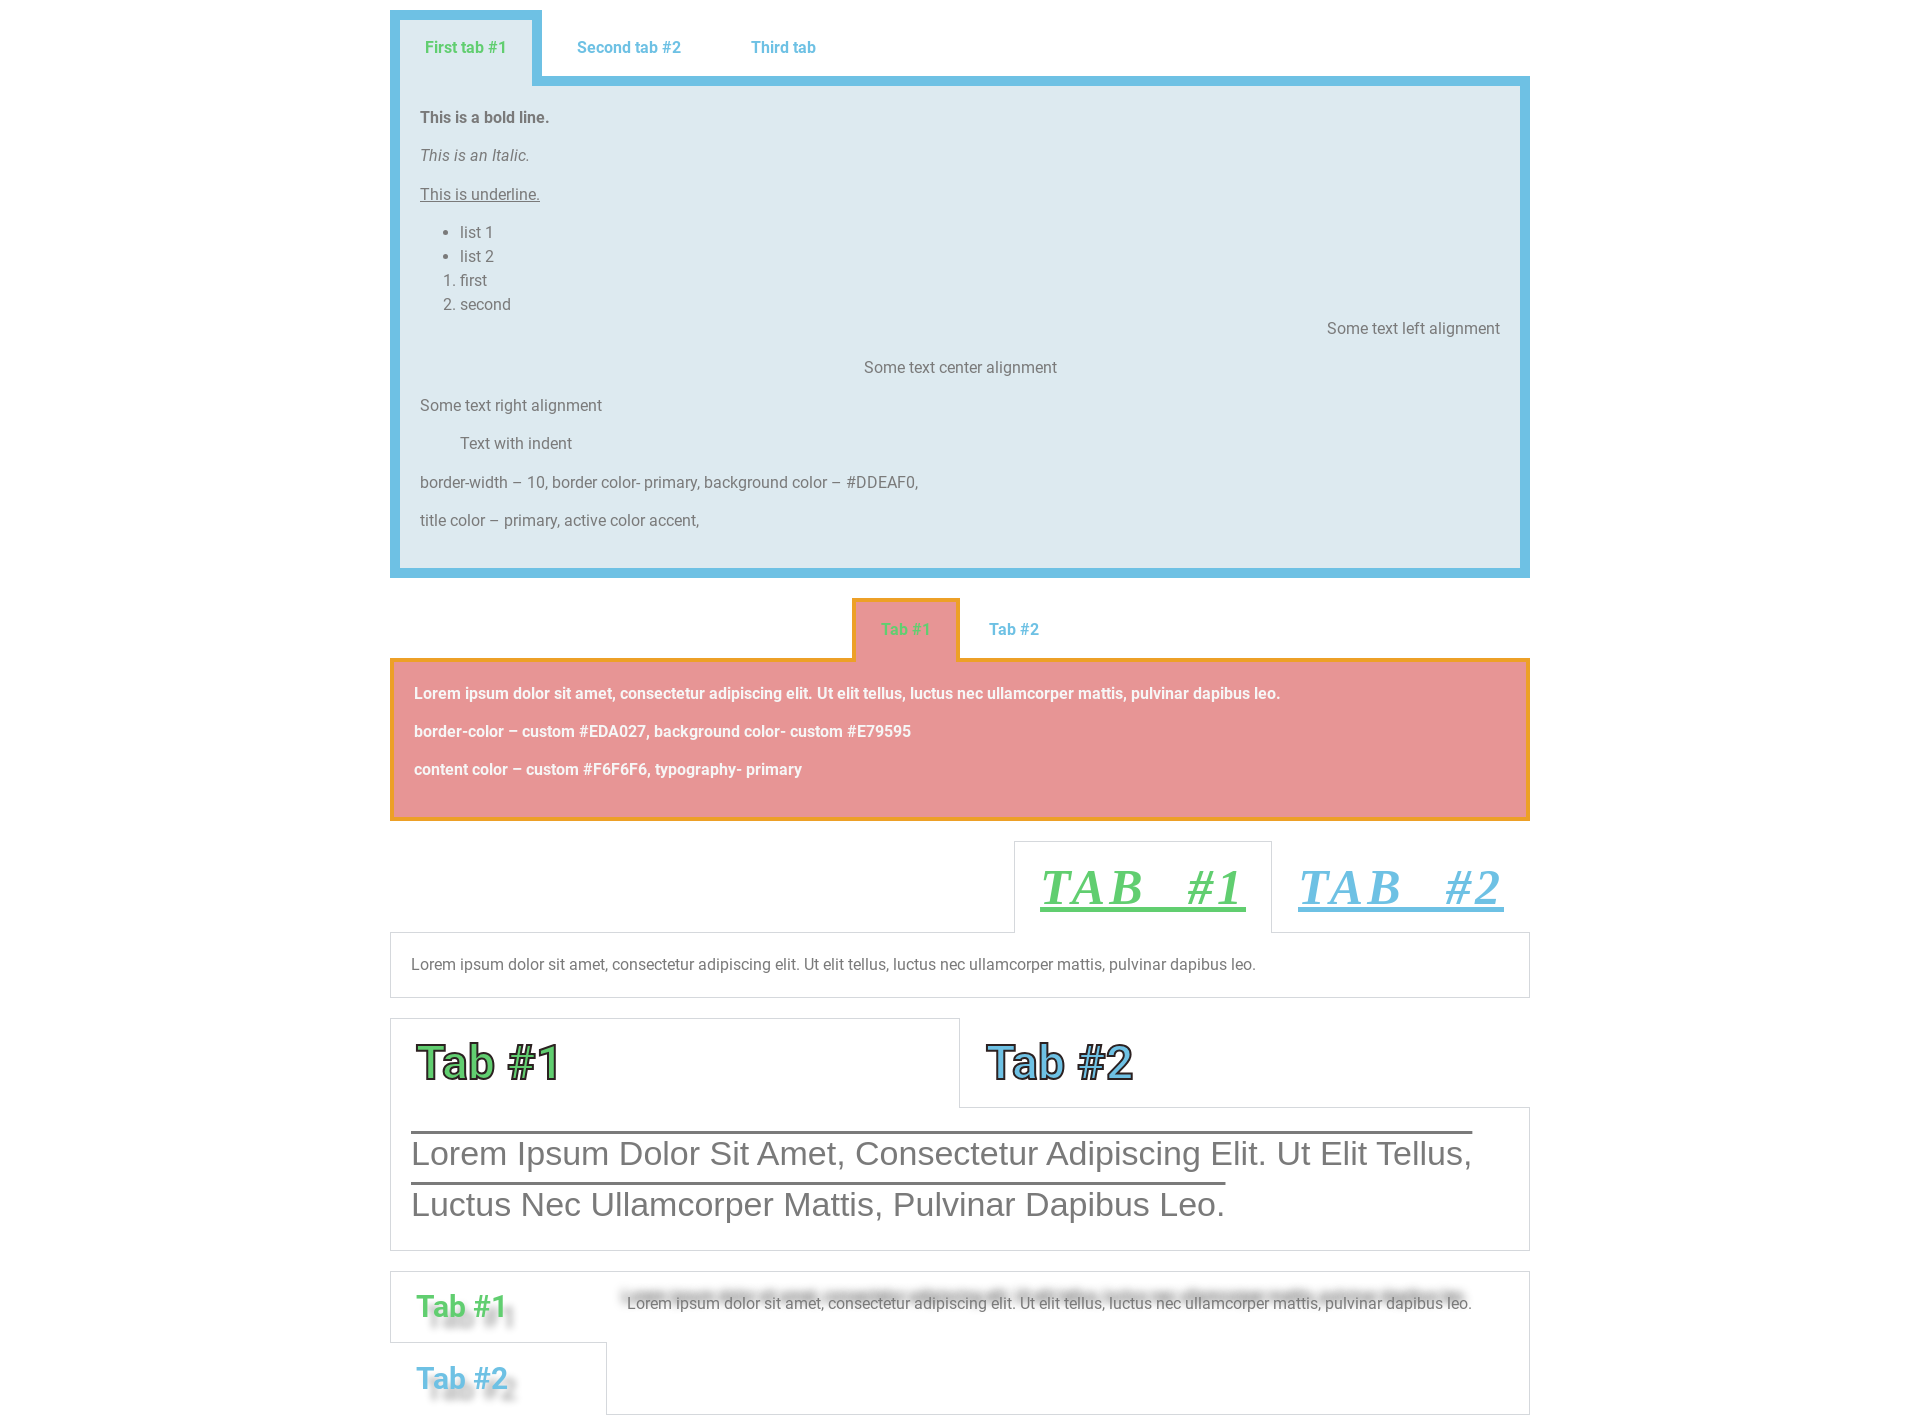 First tab #1 Second tab #2 Third tab
This is a bold line.
This is an Italic.
This is underline.
• list 1
• list 2
1. first
2. second
Some text left alignment
Some text center alignment
Some text right alignment
Text with indent
border-width – 10, border color- primary, background color – #DDEAF0,
title color – primary, active color accent,
Tab #1 Tab #2
Lorem ipsum dolor sit amet, consectetur adipiscing elit. Ut elit tellus, luctus nec ullamcorper mattis, pulvinar dapibus leo.
border-color – custom #EDA027, background color- custom #E79595
content color – custom #F6F6F6, typography- primary
TAB #1 TAB #2
Lorem ipsum dolor sit amet, consectetur adipiscing elit. Ut elit tellus, luctus nec ullamcorper mattis, pulvinar dapibus leo.
Tab #1 Tab #2
Lorem Ipsum Dolor Sit Amet, Consectetur Adipiscing Elit. Ut Elit Tellus,
Luctus Nec Ullamcorper Mattis, Pulvinar Dapibus Leo.
Tab #1
Lorem ipsum dolor sit amet, consectetur adipiscing elit. Ut elit tellus, luctus nec ullamcorper mattis, pulvinar dapibus leo.
Tab #2